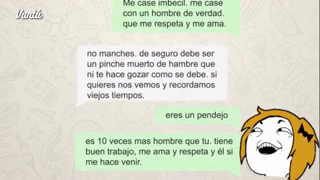 Vantú
Me case imbecil. me case
con un hombre de verdad.
que me respeta y me ama.
no manches. de seguro debe ser
un pinche muerto de hambre que
ni te hace gozar como se debe. si
quieres nos vemos y recordamos
viejos tiempos.
eres un pendejo
es 10 veces mas hombre que tu. tiene
buen trabajo, me ama y respeta y él si
me hace venir.